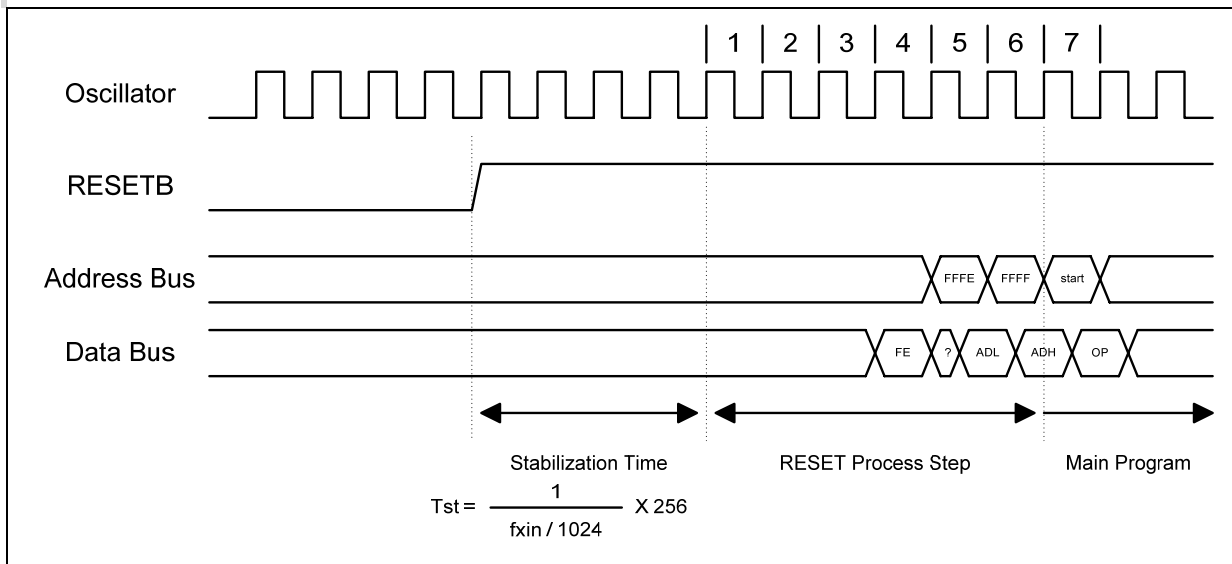 1 2 3 4 5 6 7
Oscillator
RESETB
Address Bus
FFFE FFFF start
Data Bus
FE ? ADL ADH OP
Stabilization Time RESET Process Step Main Program
Tst = 1 X 256
fxin / 1024